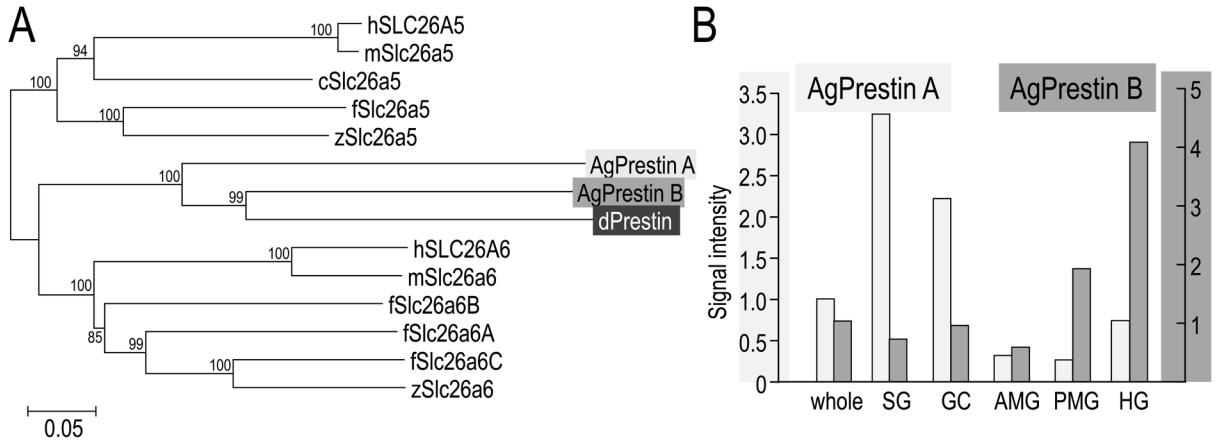 A
100
hSLC26A5
94
mSlc26a5
100
cSlc26a5
100
fSlc26a5
zSlc26a5
100
AgPrestin A
99
AgPrestin B
dPrestin
100
hSLC26A6
100
mSlc26a6
fSlc26a6B
85
99
fSlc26a6A
100
fSlc26a6C
zSlc26a6
0.05
B
AgPrestin A
AgPrestin B
Signal intensity
3.5
3.0
2.5
2.0
1.5
1.0
0.5
0
5
4
3
2
1
whole SG GC AMG PMG HG